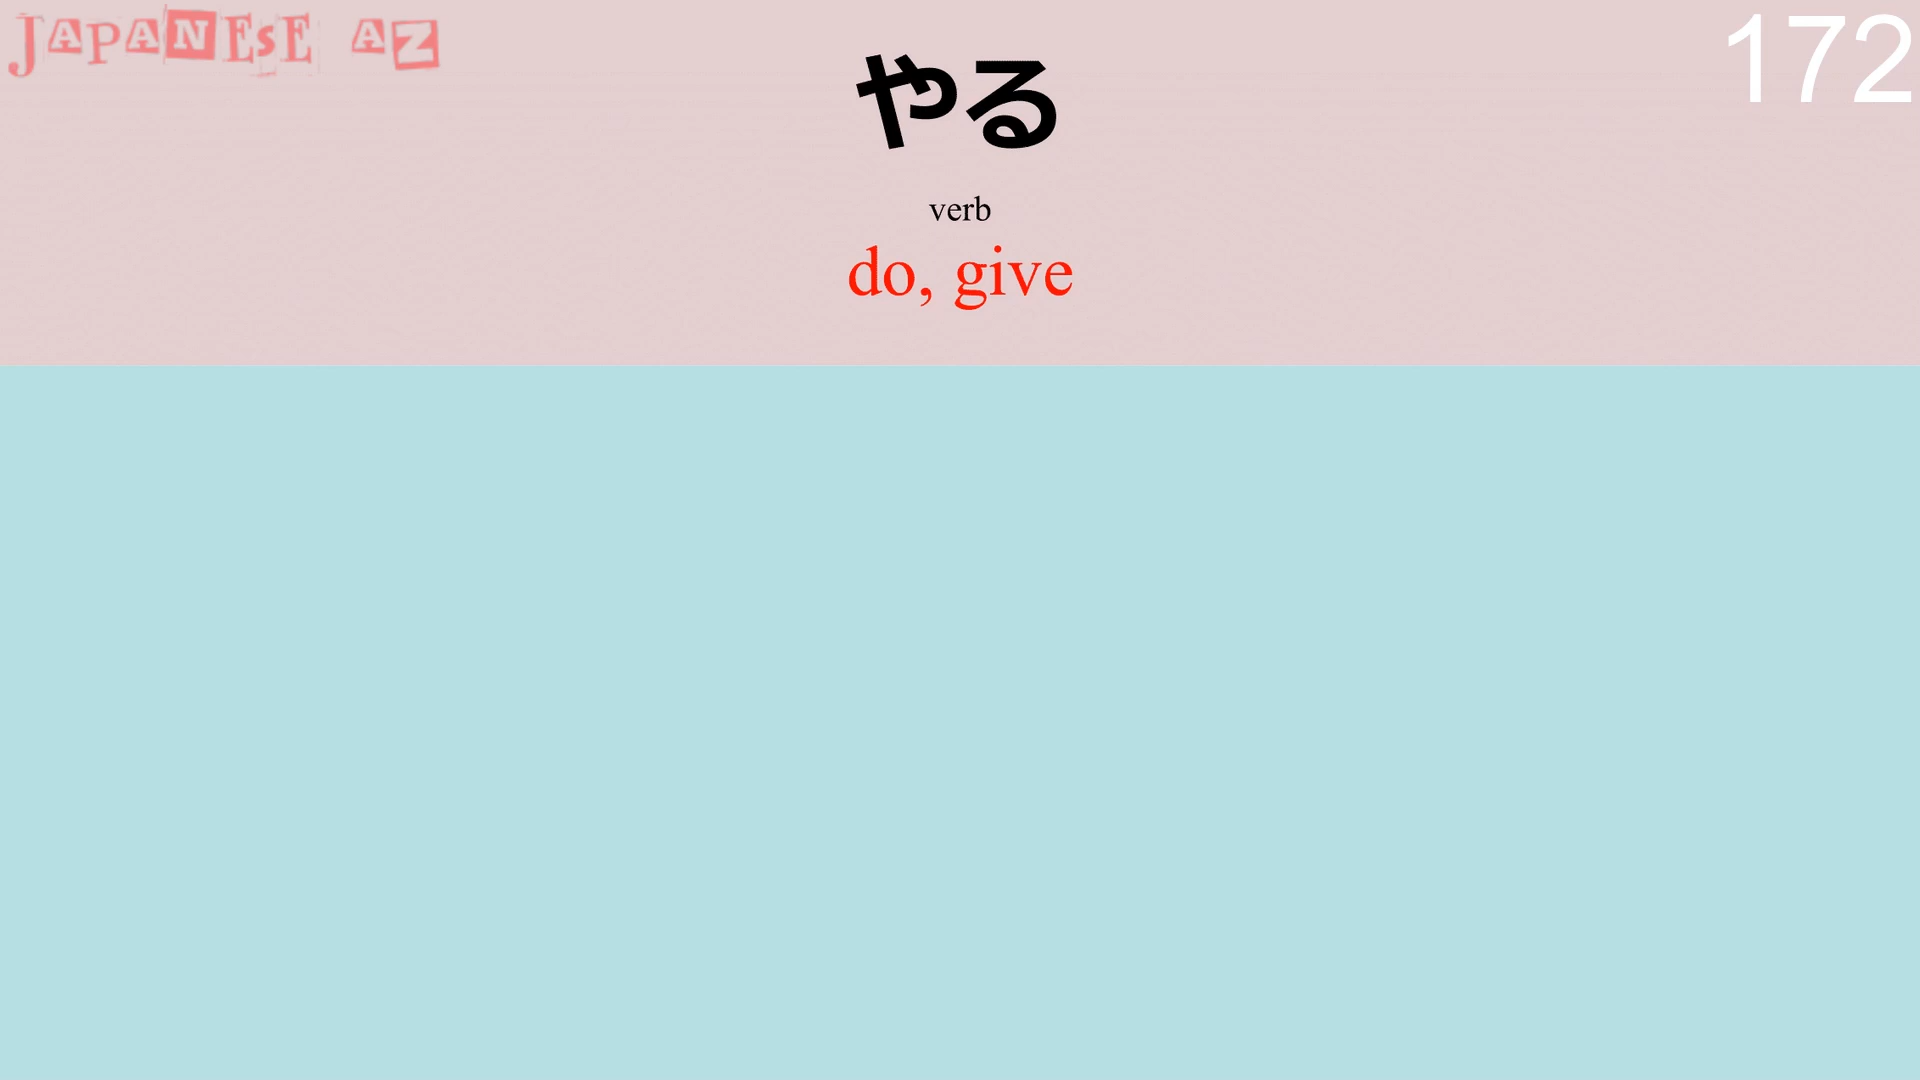 JAPANESE AZ
172
やる
verb
do, give